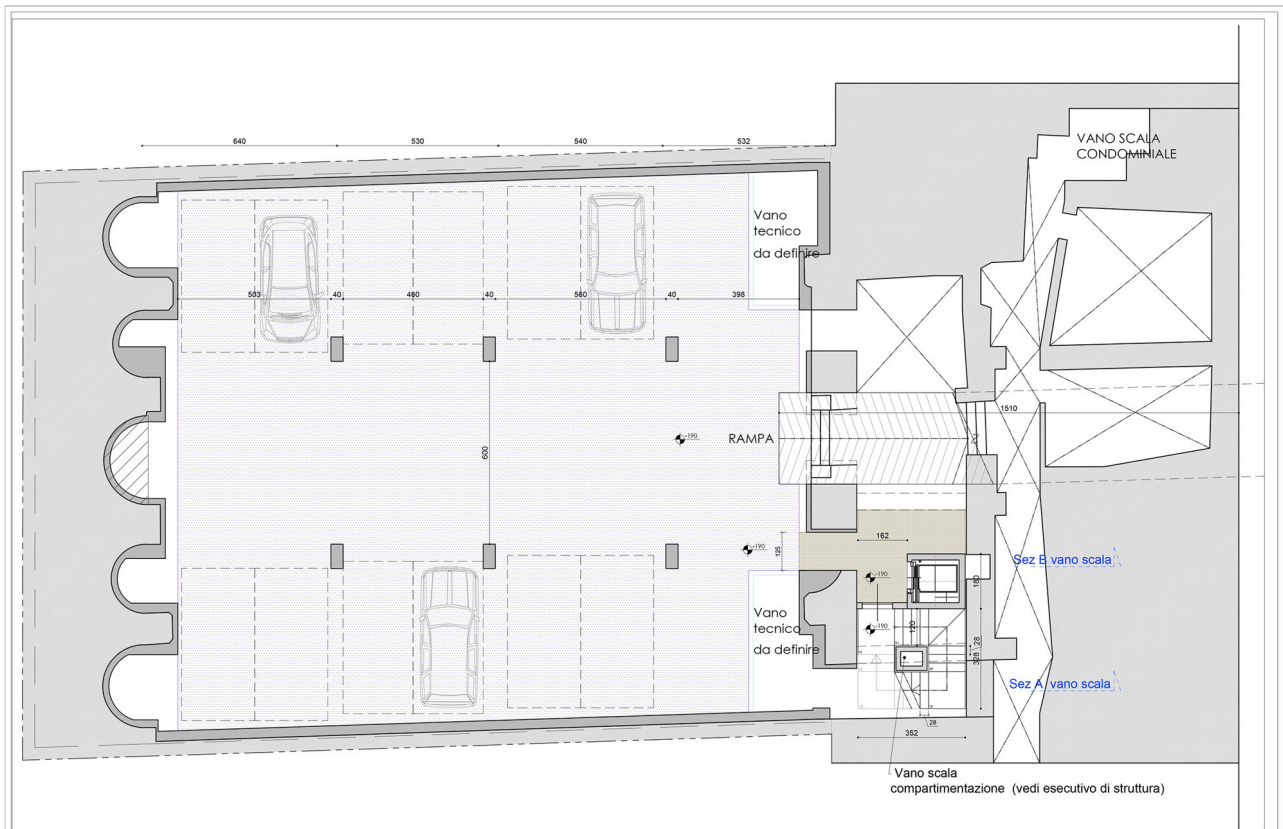 VANO SCALA
CONDOMINIALE
640
530
540
532
Vano
tecnico
da definire
503
40
460
40
560
40
398
1510
RAMPA
-190
600
-190
125
162
Sez B vano scala
180
-190
-190
120
Vano
tecnico
da definire
28
328
Sez A vano scala
28
352
Vano scala
compartimentazione (vedi esecutivo di struttura)